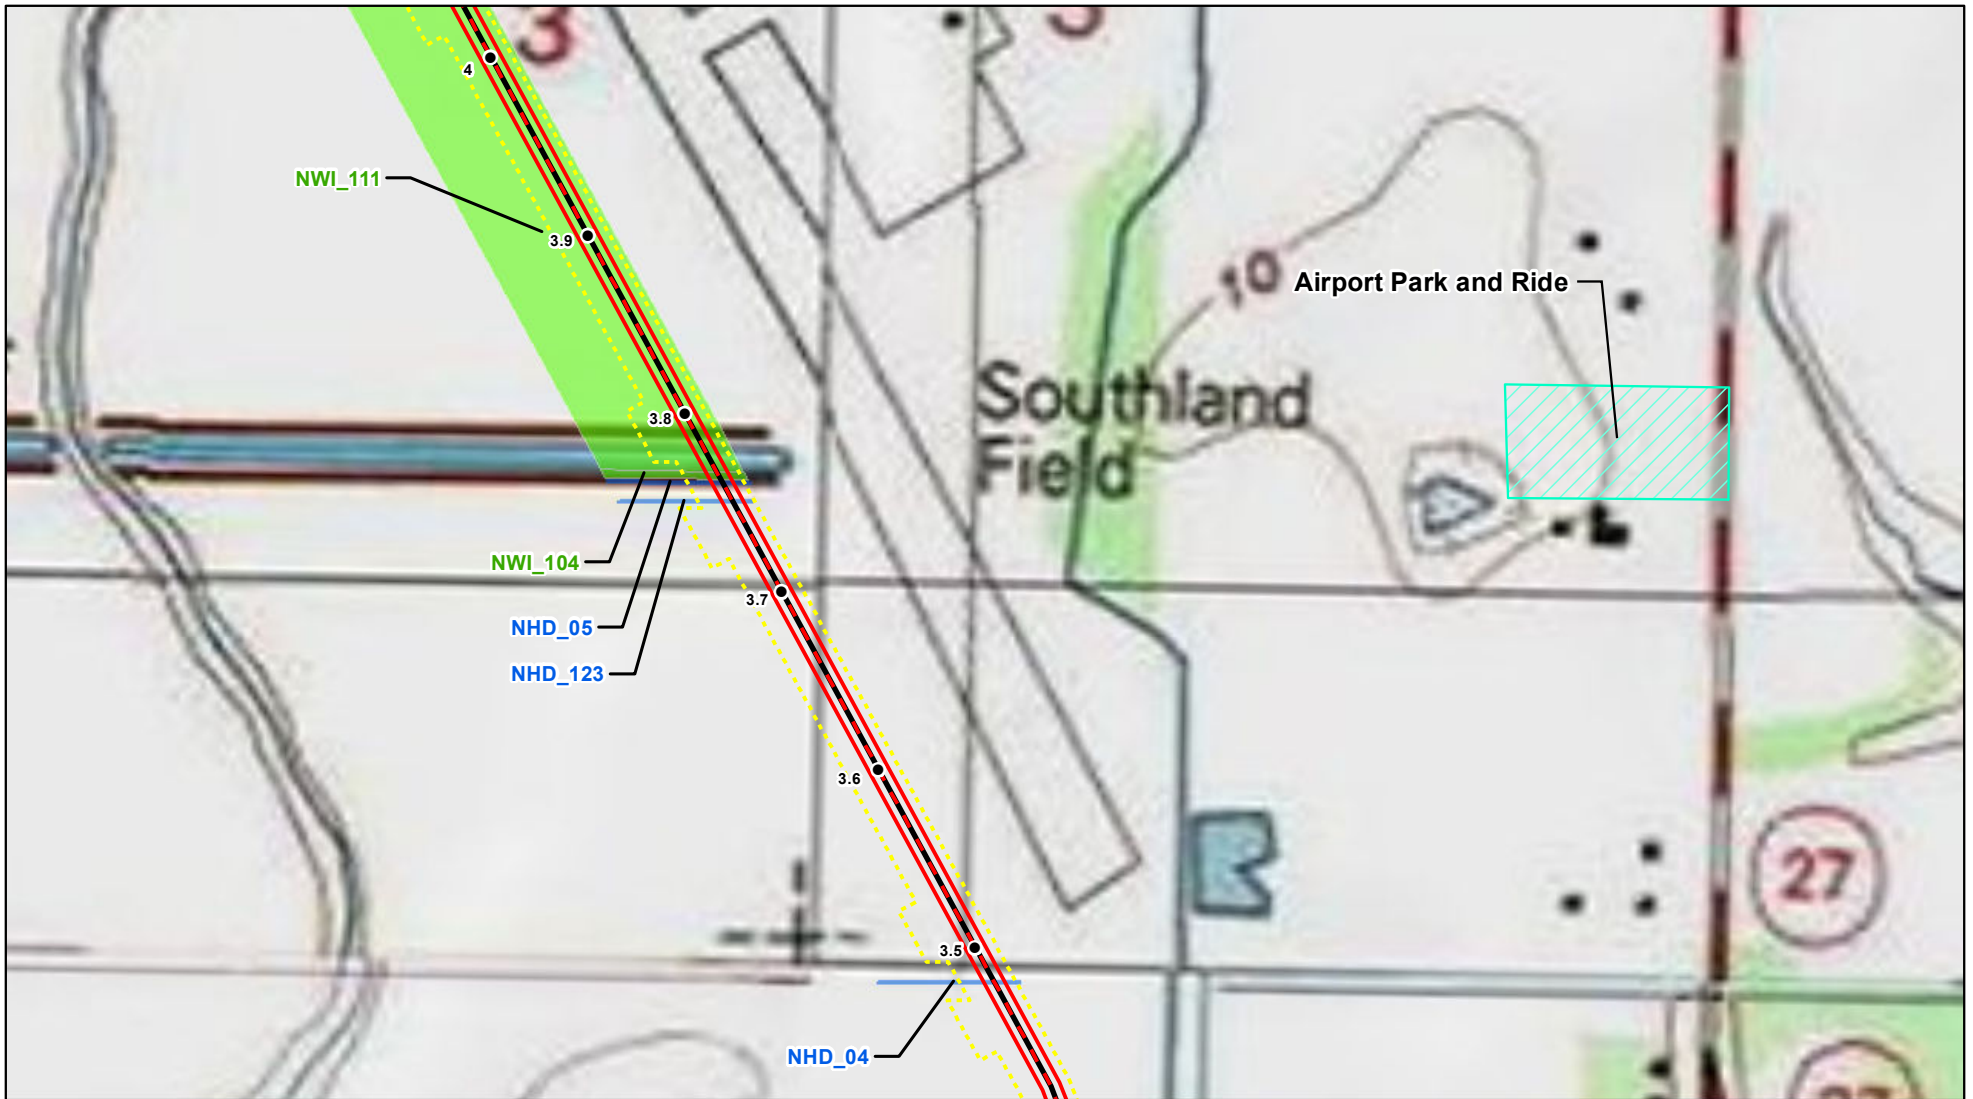 3
4
NWI_111
3.9
10
Airport Park and Ride
3.8
Southland
Field
NWI_104
3.7
NHD_05
NHD_123
3.6
27
3.5
NHD_04